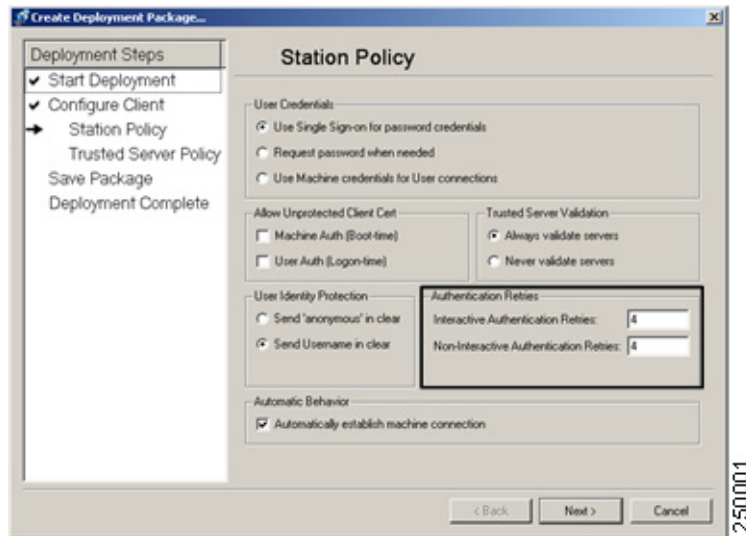 Create Deployment Package...
Deployment Steps
Start Deployment
Configure Client
Station Policy
Trusted Server Policy
Save Package
Deployment Complete
Station Policy
User Credentials
Use Single Sign-on for password credentials
Request password when needed
Use Machine credentials for User connections
Allow Unprotected Client Cert
Machine Auth (Boot-time)
User Auth (Logon-time)
Trusted Server Validation
Always validate servers
Never validate servers
User Identity Protection
Send 'anonymous' in clear
Send Username in clear
Authentication Retries
Interactive Authentication Retries: 4
Non-Interactive Authentication Retries: 4
Automatic Behavior
Automatically establish machine connection
< Back
Next >
Cancel
250001